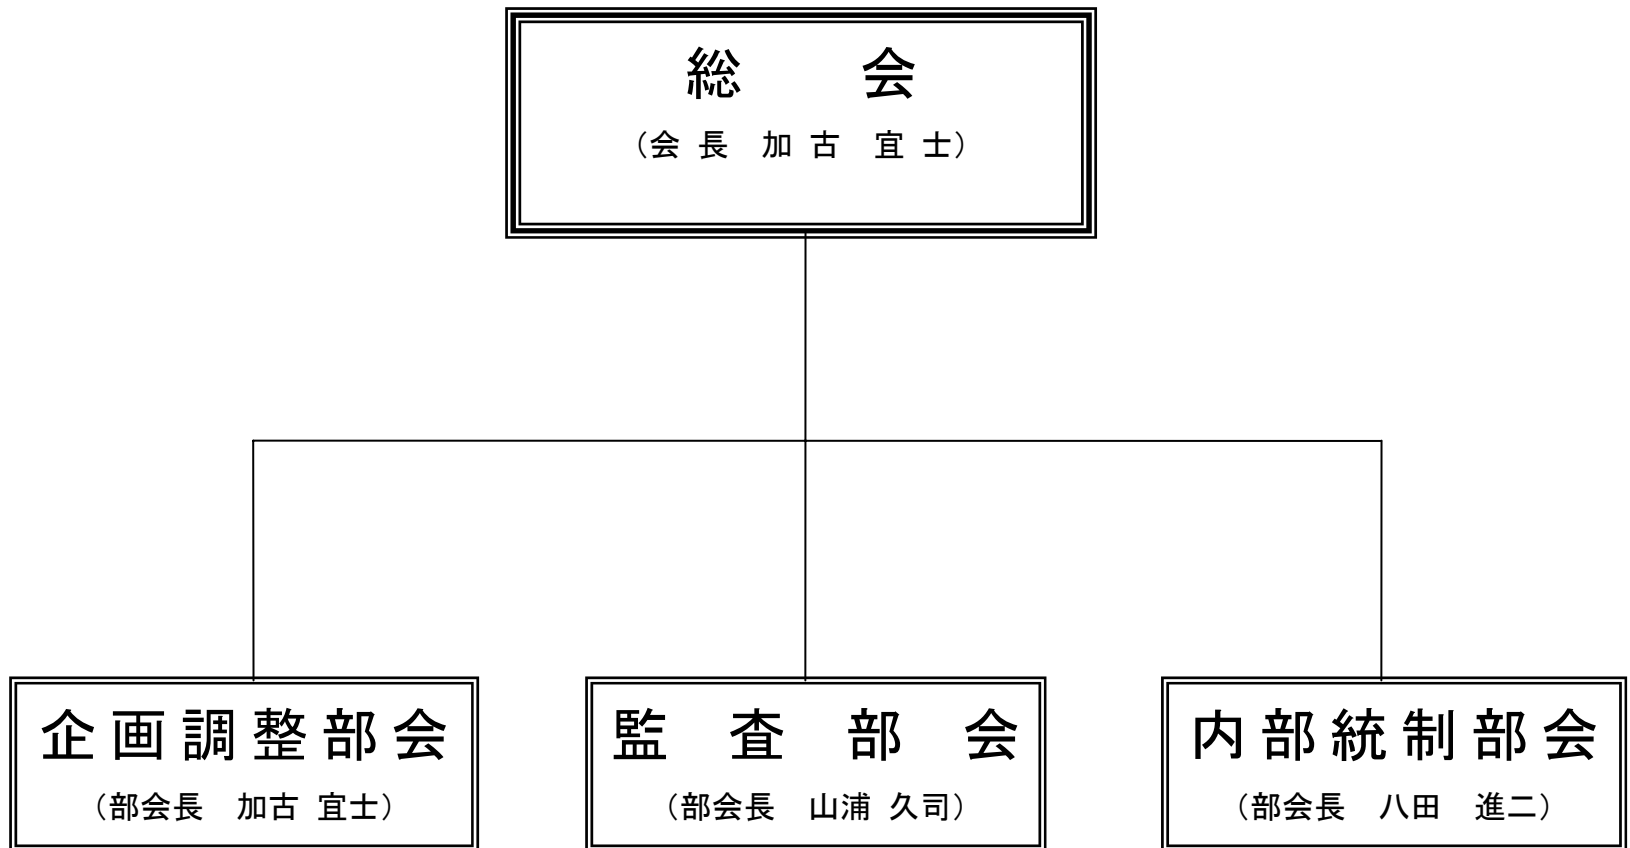 総　会
（会 長　加 古　宜 士）
企画調整部会
（部会長　加古 宜士）
監 査 部 会
（部会長　山浦 久司）
内部統制部会
（部会長　八田　進二）